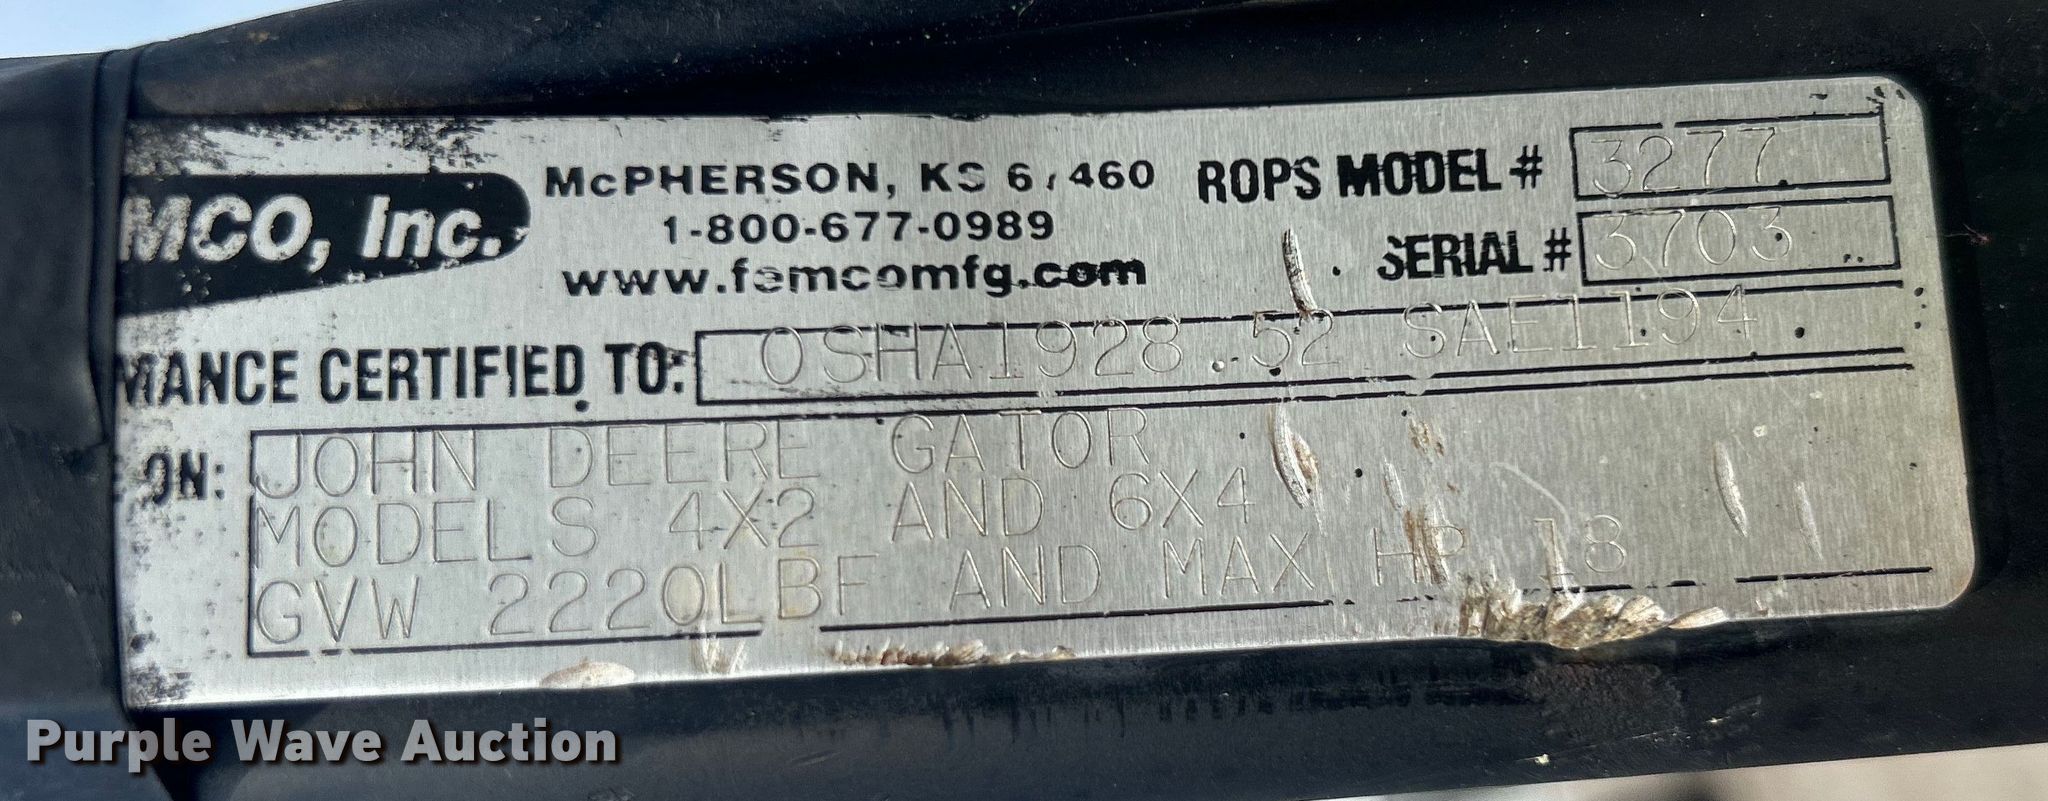 MCO, Inc.
McPHERSON, KS 67460
1-800-677-0989
www.femcomfg.com
ROPS MODEL # 3277
SERIAL # 3703
MANCE CERTIFIED TO: OSHA1928.52 SAE1194
ON: JOHN DEERE GATOR
MODELS 4X2 AND 6X4
GVW 2220LBF AND MAX HP 18
Purple Wave Auction